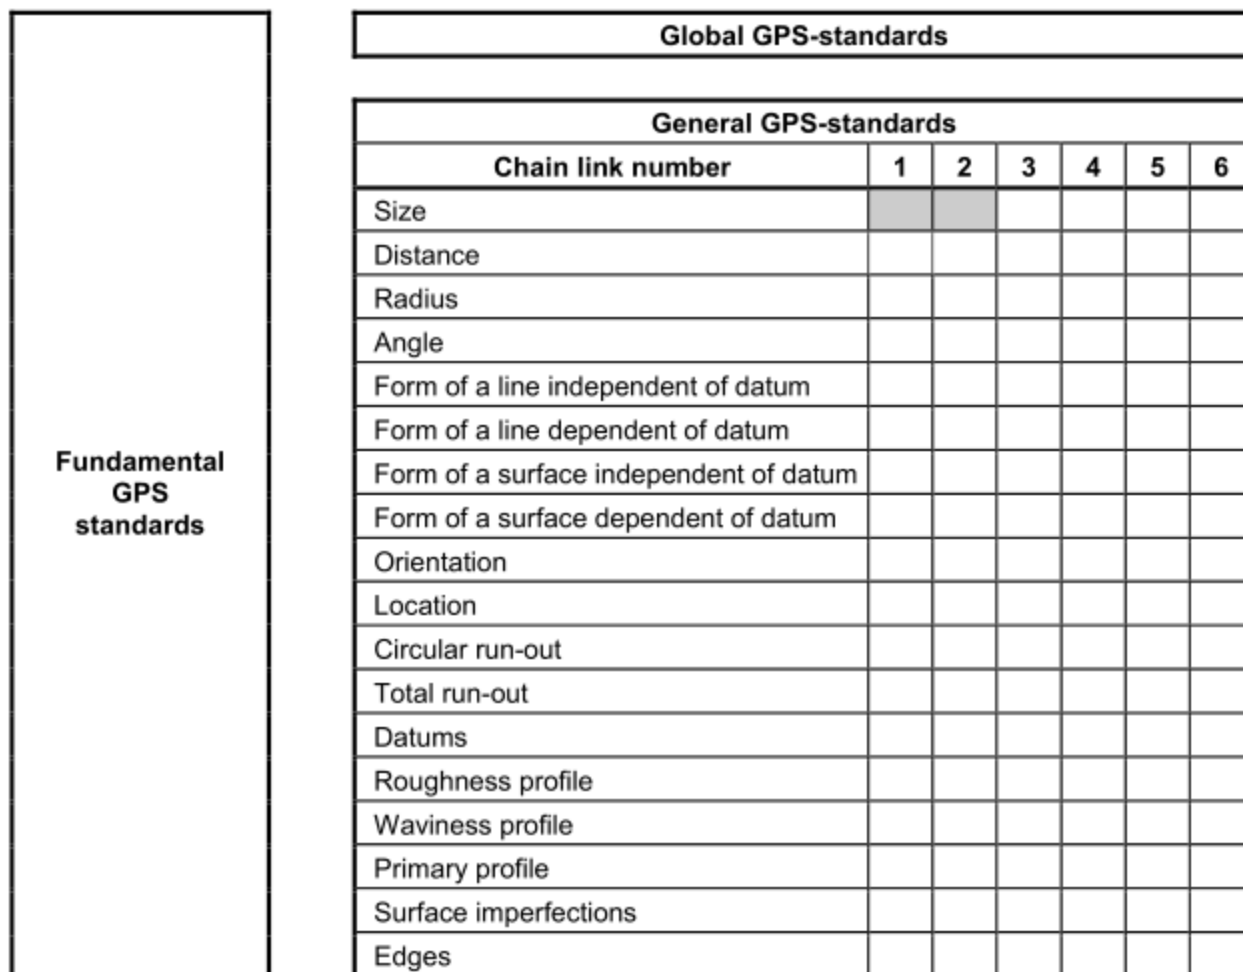 Global GPS-standards
General GPS-standards
Chain link number 1 2 3 4 5 6
Size
Distance
Radius
Angle
Form of a line independent of datum
Form of a line dependent of datum
Form of a surface independent of datum
Form of a surface dependent of datum
Orientation
Location
Circular run-out
Total run-out
Datums
Roughness profile
Waviness profile
Primary profile
Surface imperfections
Edges
Fundamental
GPS
standards